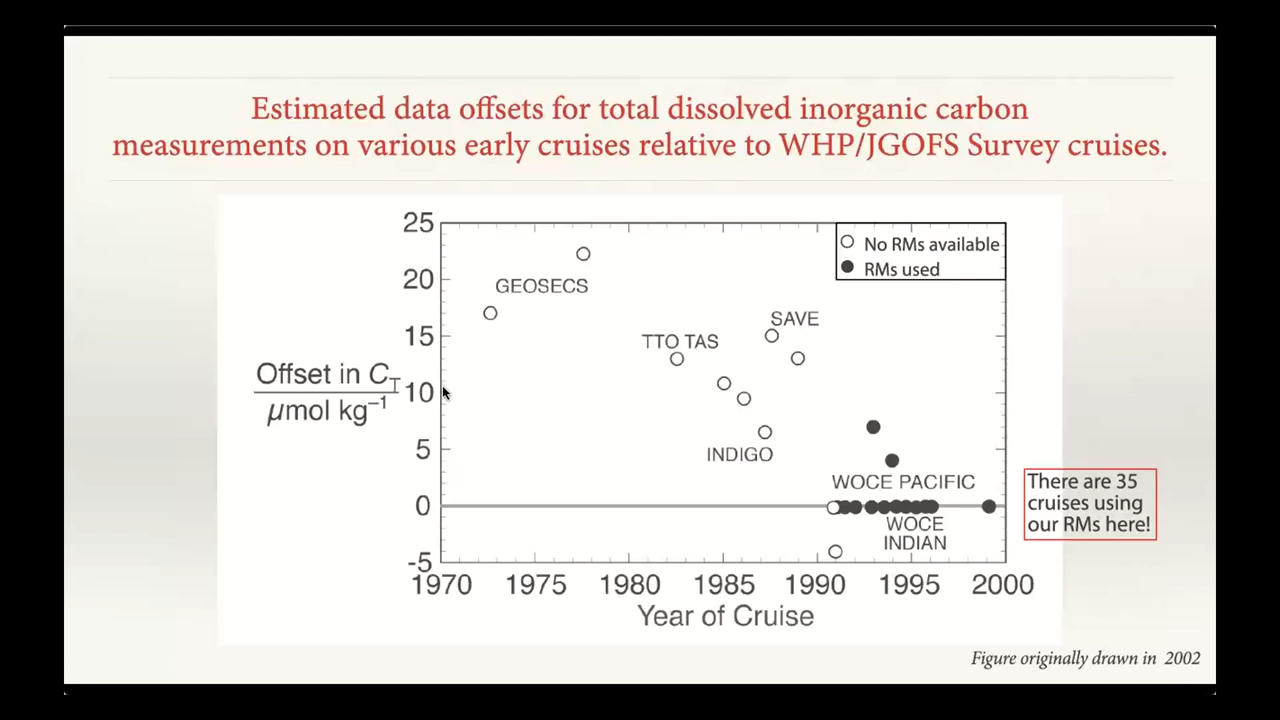 Estimated data offsets for total dissolved inorganic carbon
measurements on various early cruises relative to WHP/JGOFS Survey cruises.
25
20
15
10
5
0
-5
Offset in CT
μmol kg–1
No RMs available
RMs used
GEOSECS
SAVE
TTO TAS
INDIGO
WOCE PACIFIC
WOCE
INDIAN
There are 35
cruises using
our RMs here!
1970 1975 1980 1985 1990 1995 2000
Year of Cruise
Figure originally drawn in 2002